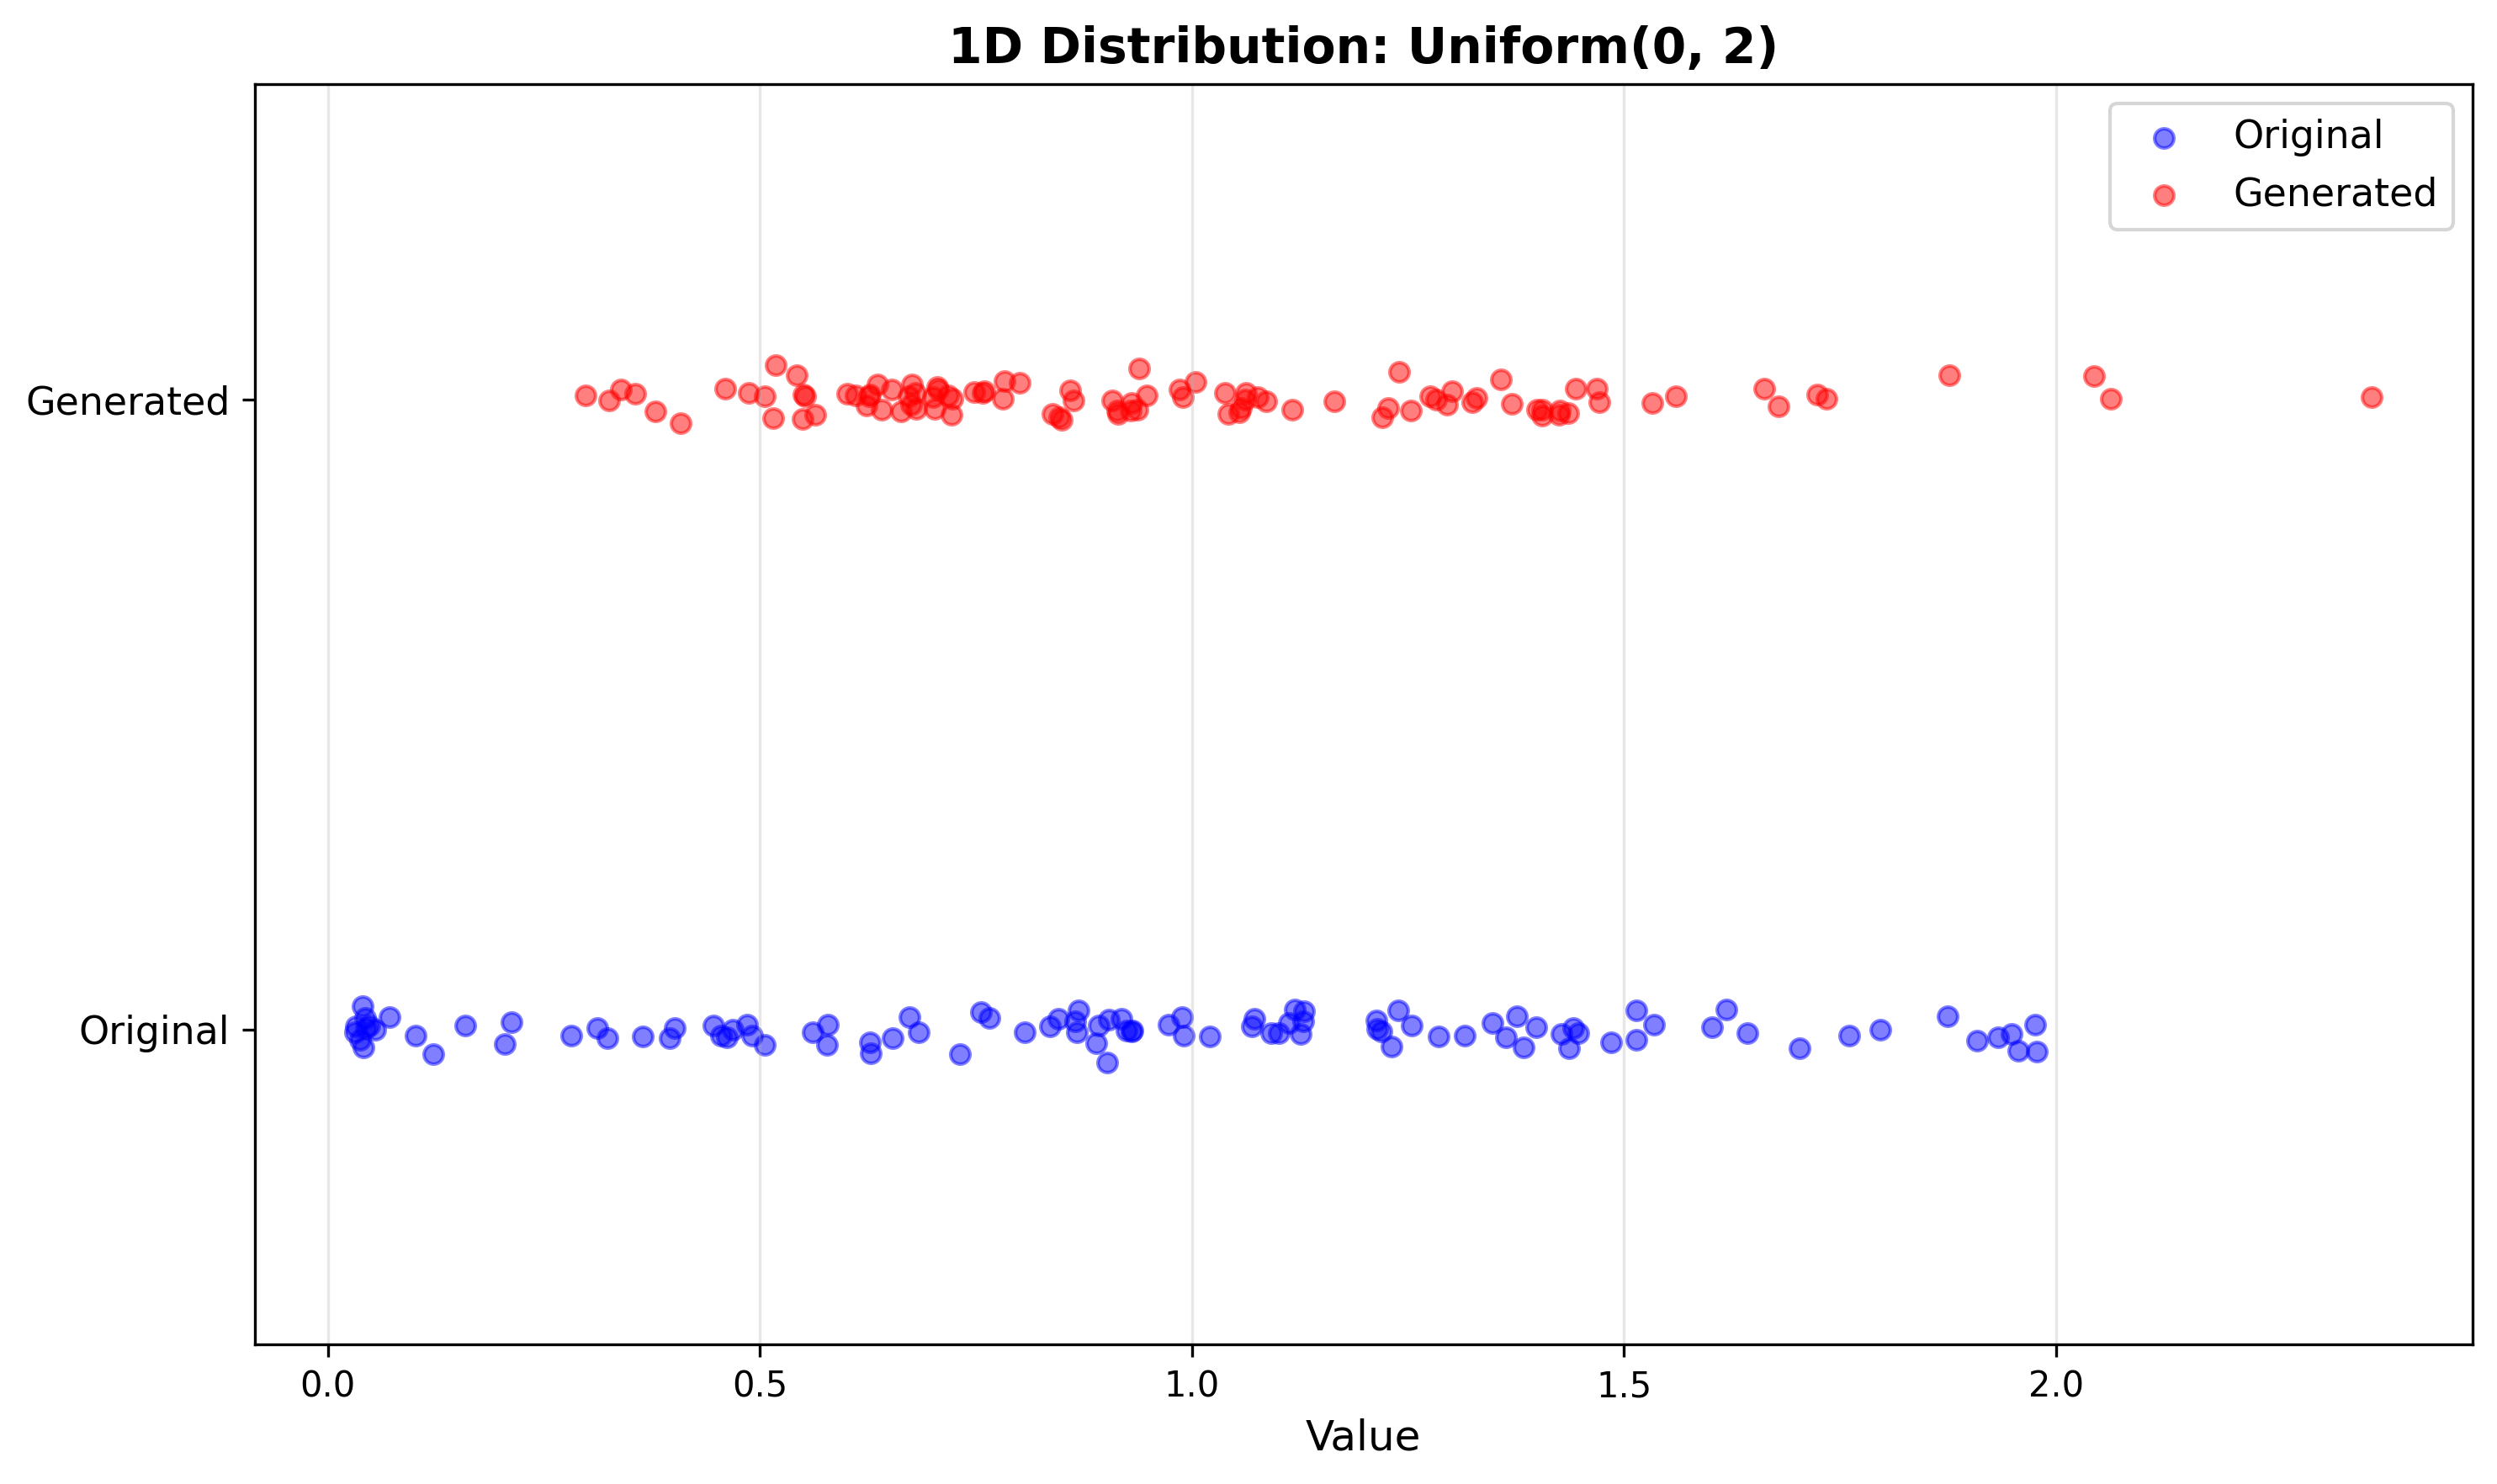 1D Distribution: Uniform(0, 2)
Original
Generated
Generated
Original
0.0
0.5
1.0
1.5
2.0
Value